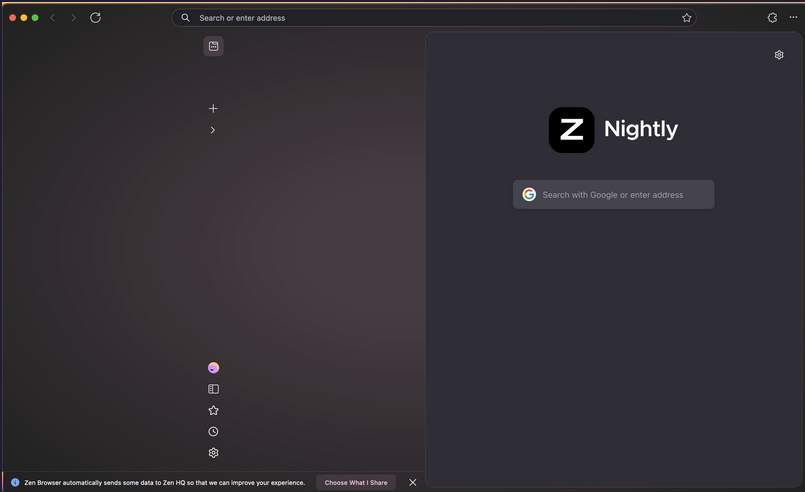 Search or enter address
Z Nightly
Search with Google or enter address
Zen Browser automatically sends some data to Zen HQ so that we can improve your experience.
Choose What I Share